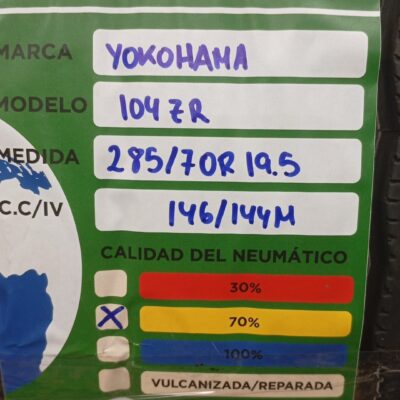 MARCA YOKOHAMA
MODELO 104 ZR
MEDIDA 285/70R 19.5
C.C/IV 146/144M
CALIDAD DEL NEUMÁTICO
30%
X 70%
100%
VULCANIZADA/REPARADA